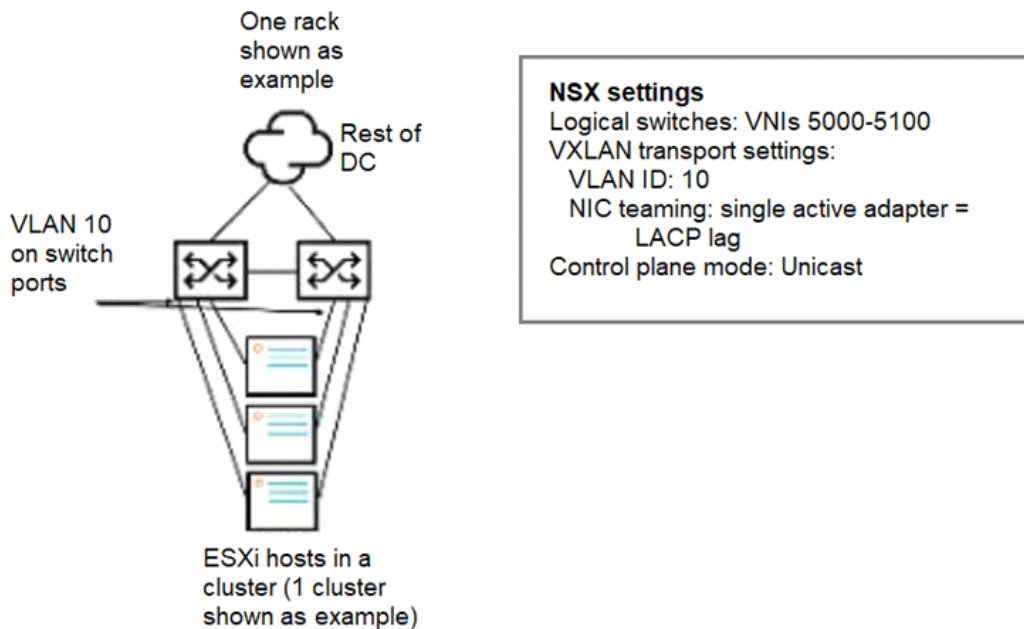 One rack
shown as
example
Rest of
DC
VLAN 10
on switch
ports
ESXi hosts in a
cluster (1 cluster
shown as example)
NSX settings
Logical switches: VNIs 5000-5100
VXLAN transport settings:
VLAN ID: 10
NIC teaming: single active adapter =
LACP lag
Control plane mode: Unicast